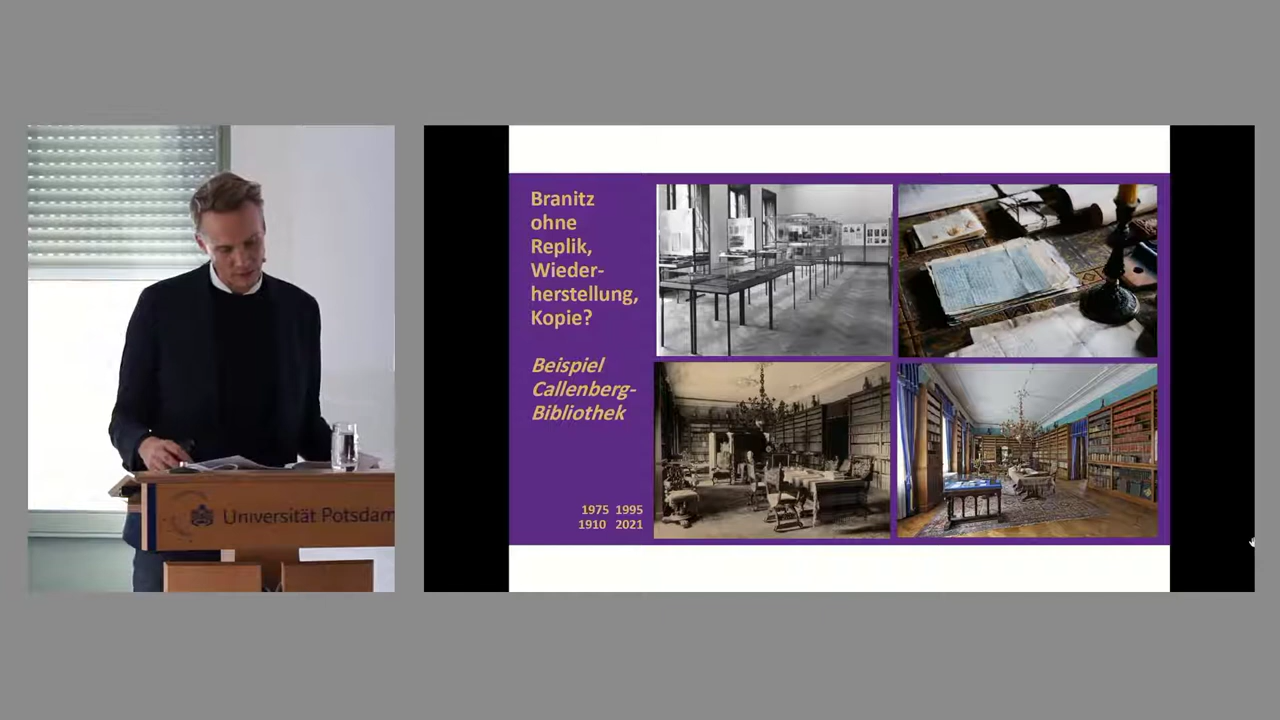 Universität Potsdam
Branitz
ohne
Replik,
Wieder-
herstellung,
Kopie?
Beispiel
Callenberg-
Bibliothek
1975 1995
1910 2021